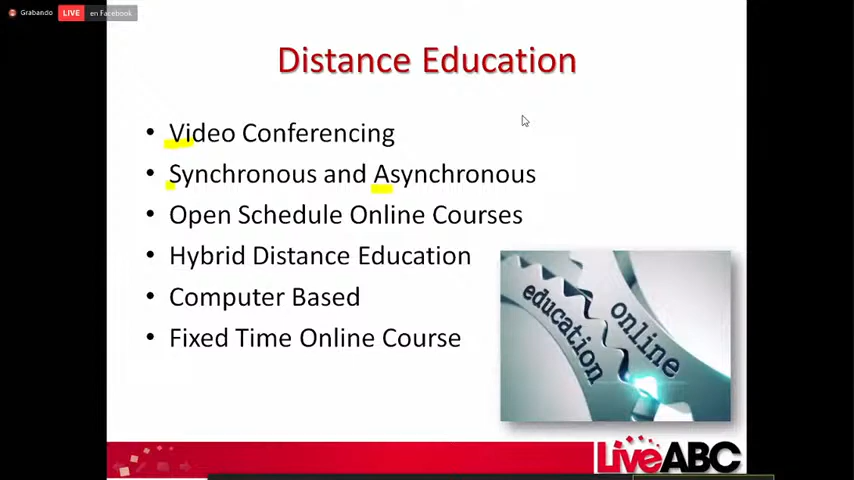 Grabando
LIVE en Facebook
Distance Education
• Video Conferencing
• Synchronous and Asynchronous
• Open Schedule Online Courses
• Hybrid Distance Education
• Computer Based
• Fixed Time Online Course
education
online
LiveABC